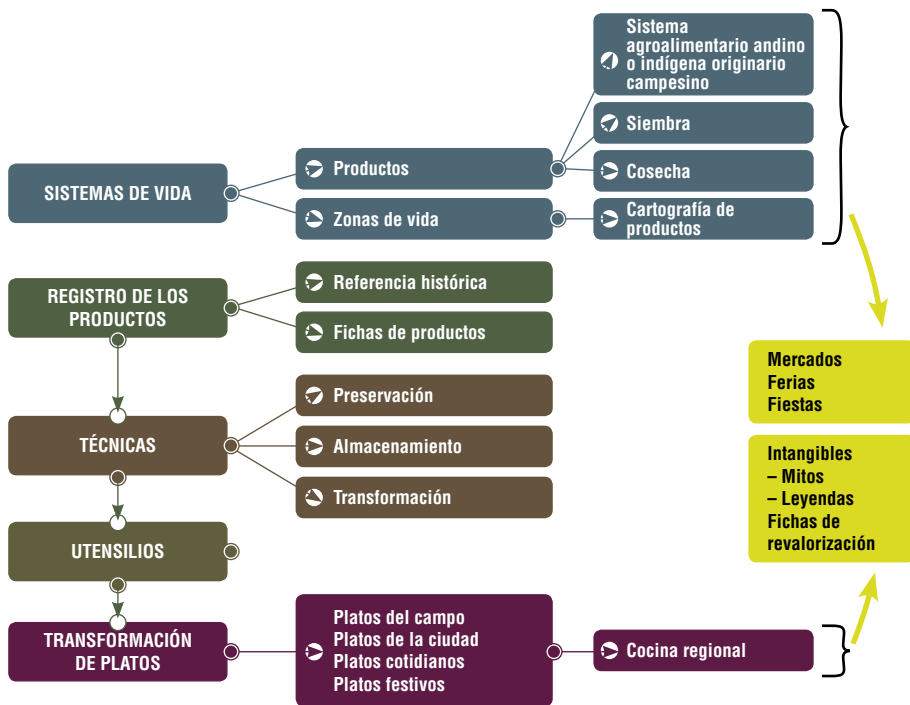 Sistema
agroalimentario andino
o indígena originario
campesino
Siembra
SISTEMAS DE VIDA
Productos
Cosecha
Zonas de vida
Cartografía de
productos
REGISTRO DE LOS
PRODUCTOS
Referencia histórica
Fichas de productos
Mercados
Ferias
Fiestas
TÉCNICAS
Preservación
Almacenamiento
Transformación
Intangibles
– Mitos
– Leyendas
Fichas de
revalorización
UTENSILIOS
TRANSFORMACIÓN
DE PLATOS
Platos del campo
Platos de la ciudad
Platos cotidianos
Platos festivos
Cocina regional